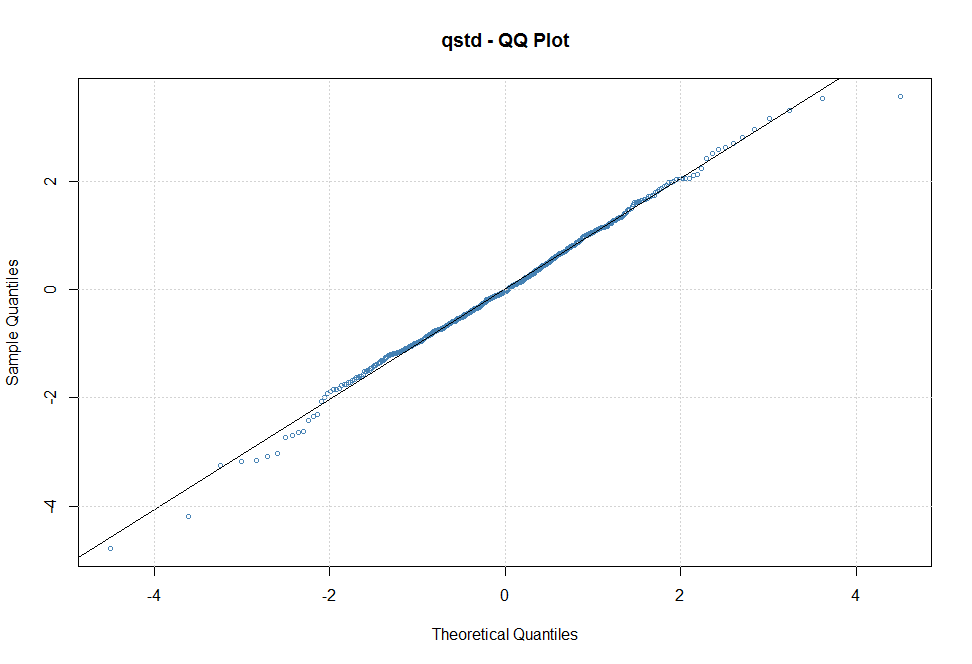 qstd - QQ Plot
Sample Quantiles
2
0
-2
-4
-4 -2 0 2 4
Theoretical Quantiles